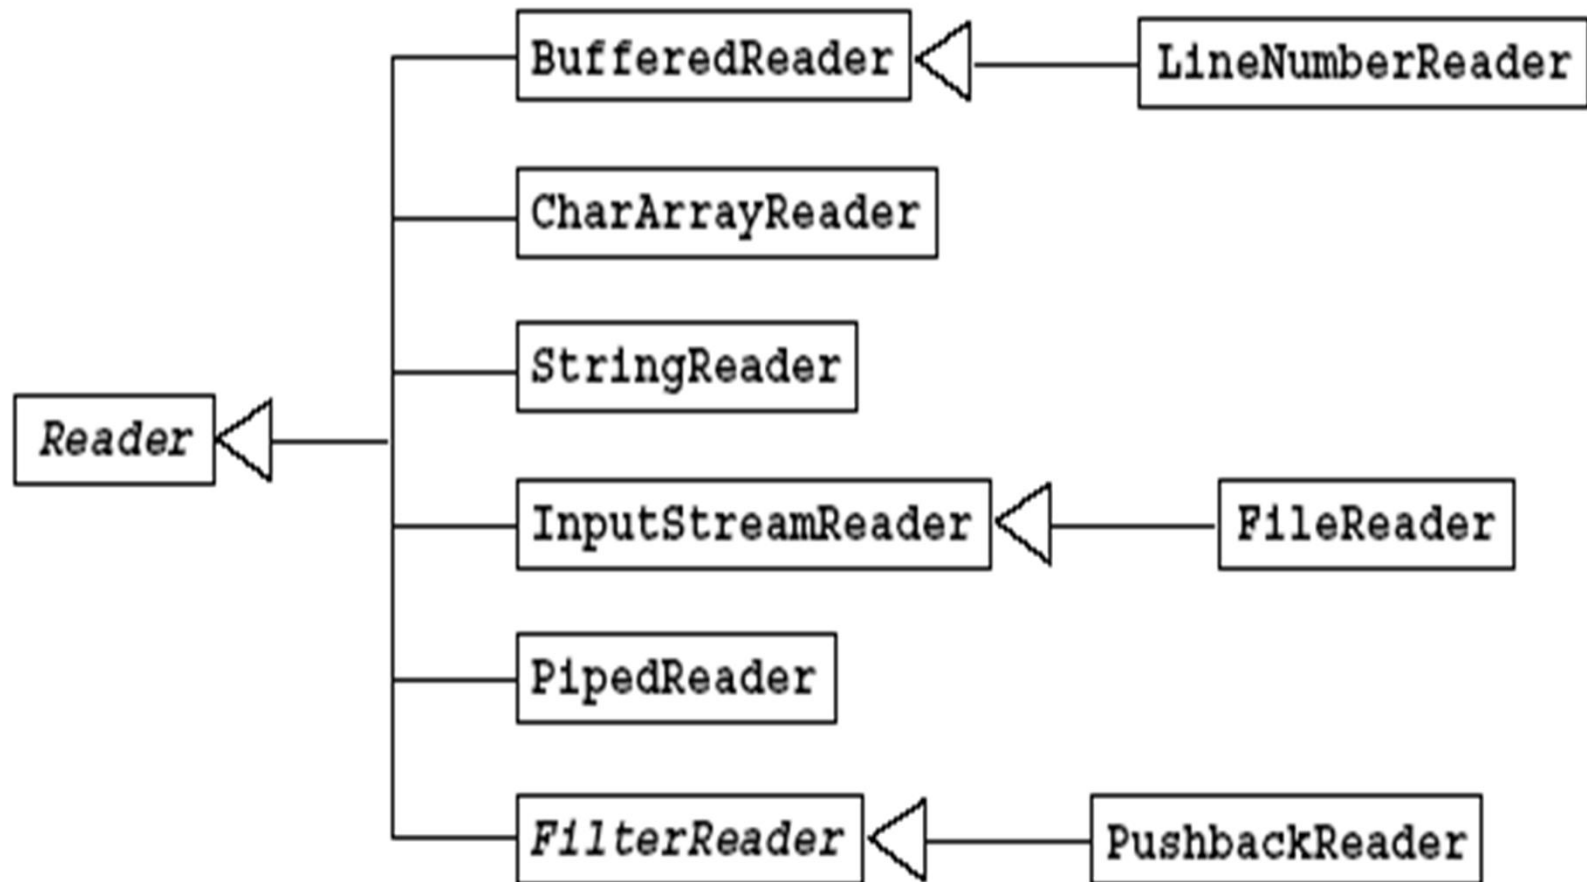 BufferedReader
LineNumberReader
CharArrayReader
StringReader
Reader
InputStreamReader
FileReader
PipedReader
FilterReader
PushbackReader